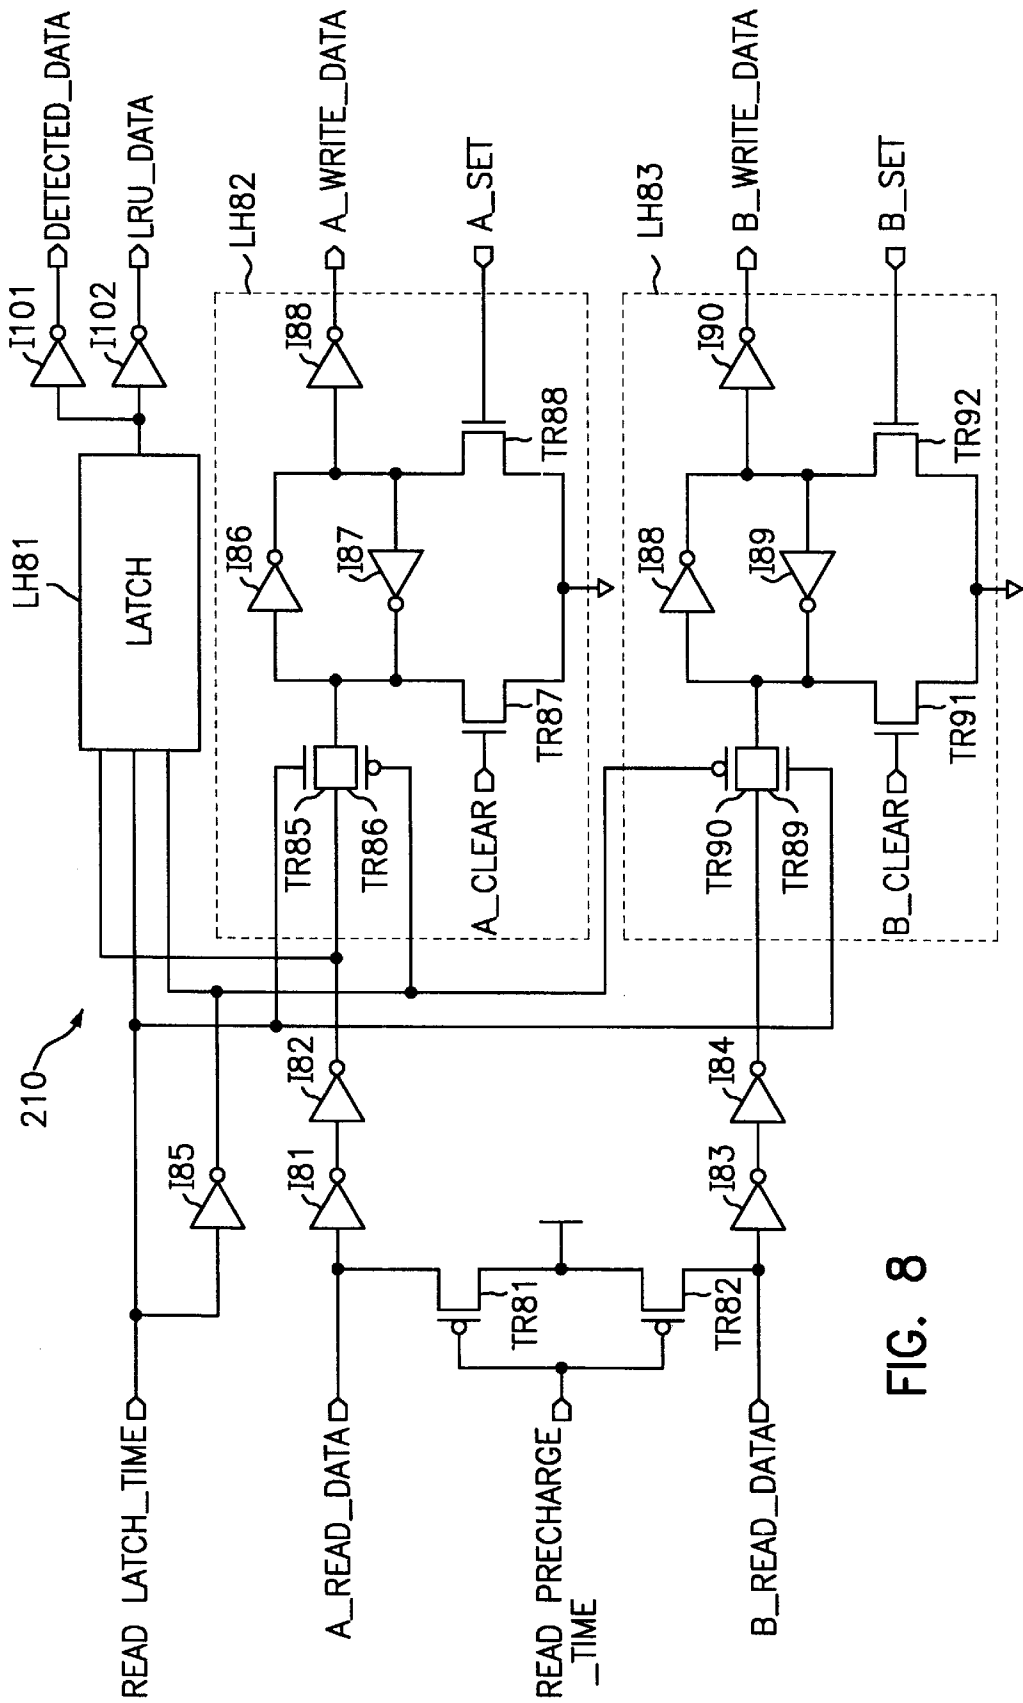 210
READ LATCH_TIME
I85
LH81
LATCH
I101
DETECTED_DATA
I102
LRU_DATA
A_READ_DATA
I81
I82
TR85
TR86
I86
I87
I88
A_WRITE_DATA
LH82
A_CLEAR
TR87
TR88
A_SET
READ PRECHARGE
_TIME
TR81
TR82
B_READ_DATA
I83
I84
TR90
TR89
I88
I89
I90
B_WRITE_DATA
LH83
B_CLEAR
TR91
TR92
B_SET
FIG. 8